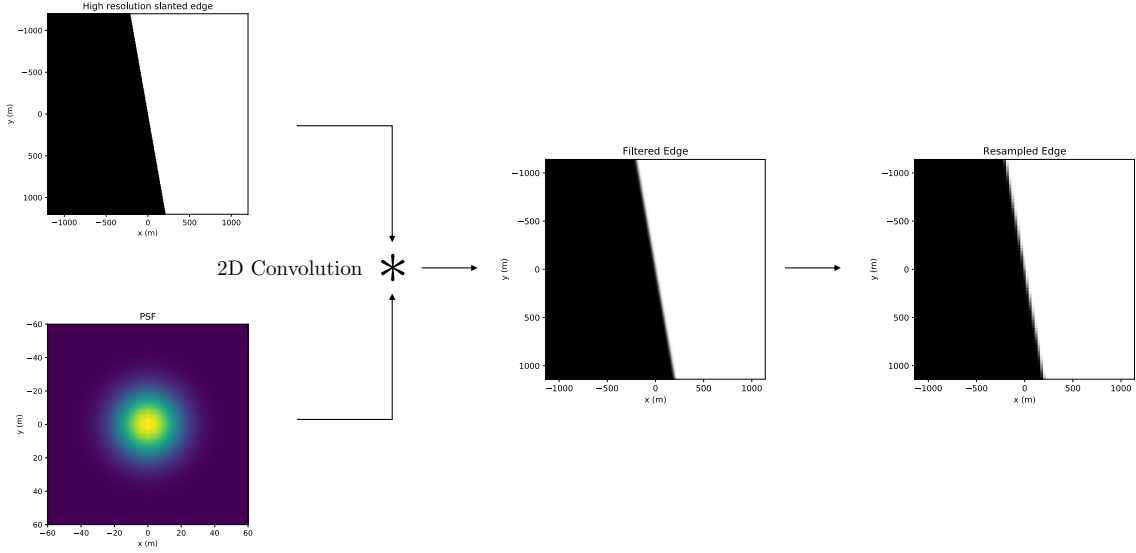 High resolution slanted edge
−1000
−500
0
500
1000
y (m)
−1000 −500 0 500 1000
x (m)
2D Convolution *
PSF
−60
−40
−20
0
20
40
60
y (m)
−60 −40 −20 0 20 40 60
x (m)
Filtered Edge
−1000
−500
0
500
1000
y (m)
−1000 −500 0 500 1000
x (m)
Resampled Edge
−1000
−500
0
500
1000
y (m)
−1000 −500 0 500 1000
x (m)